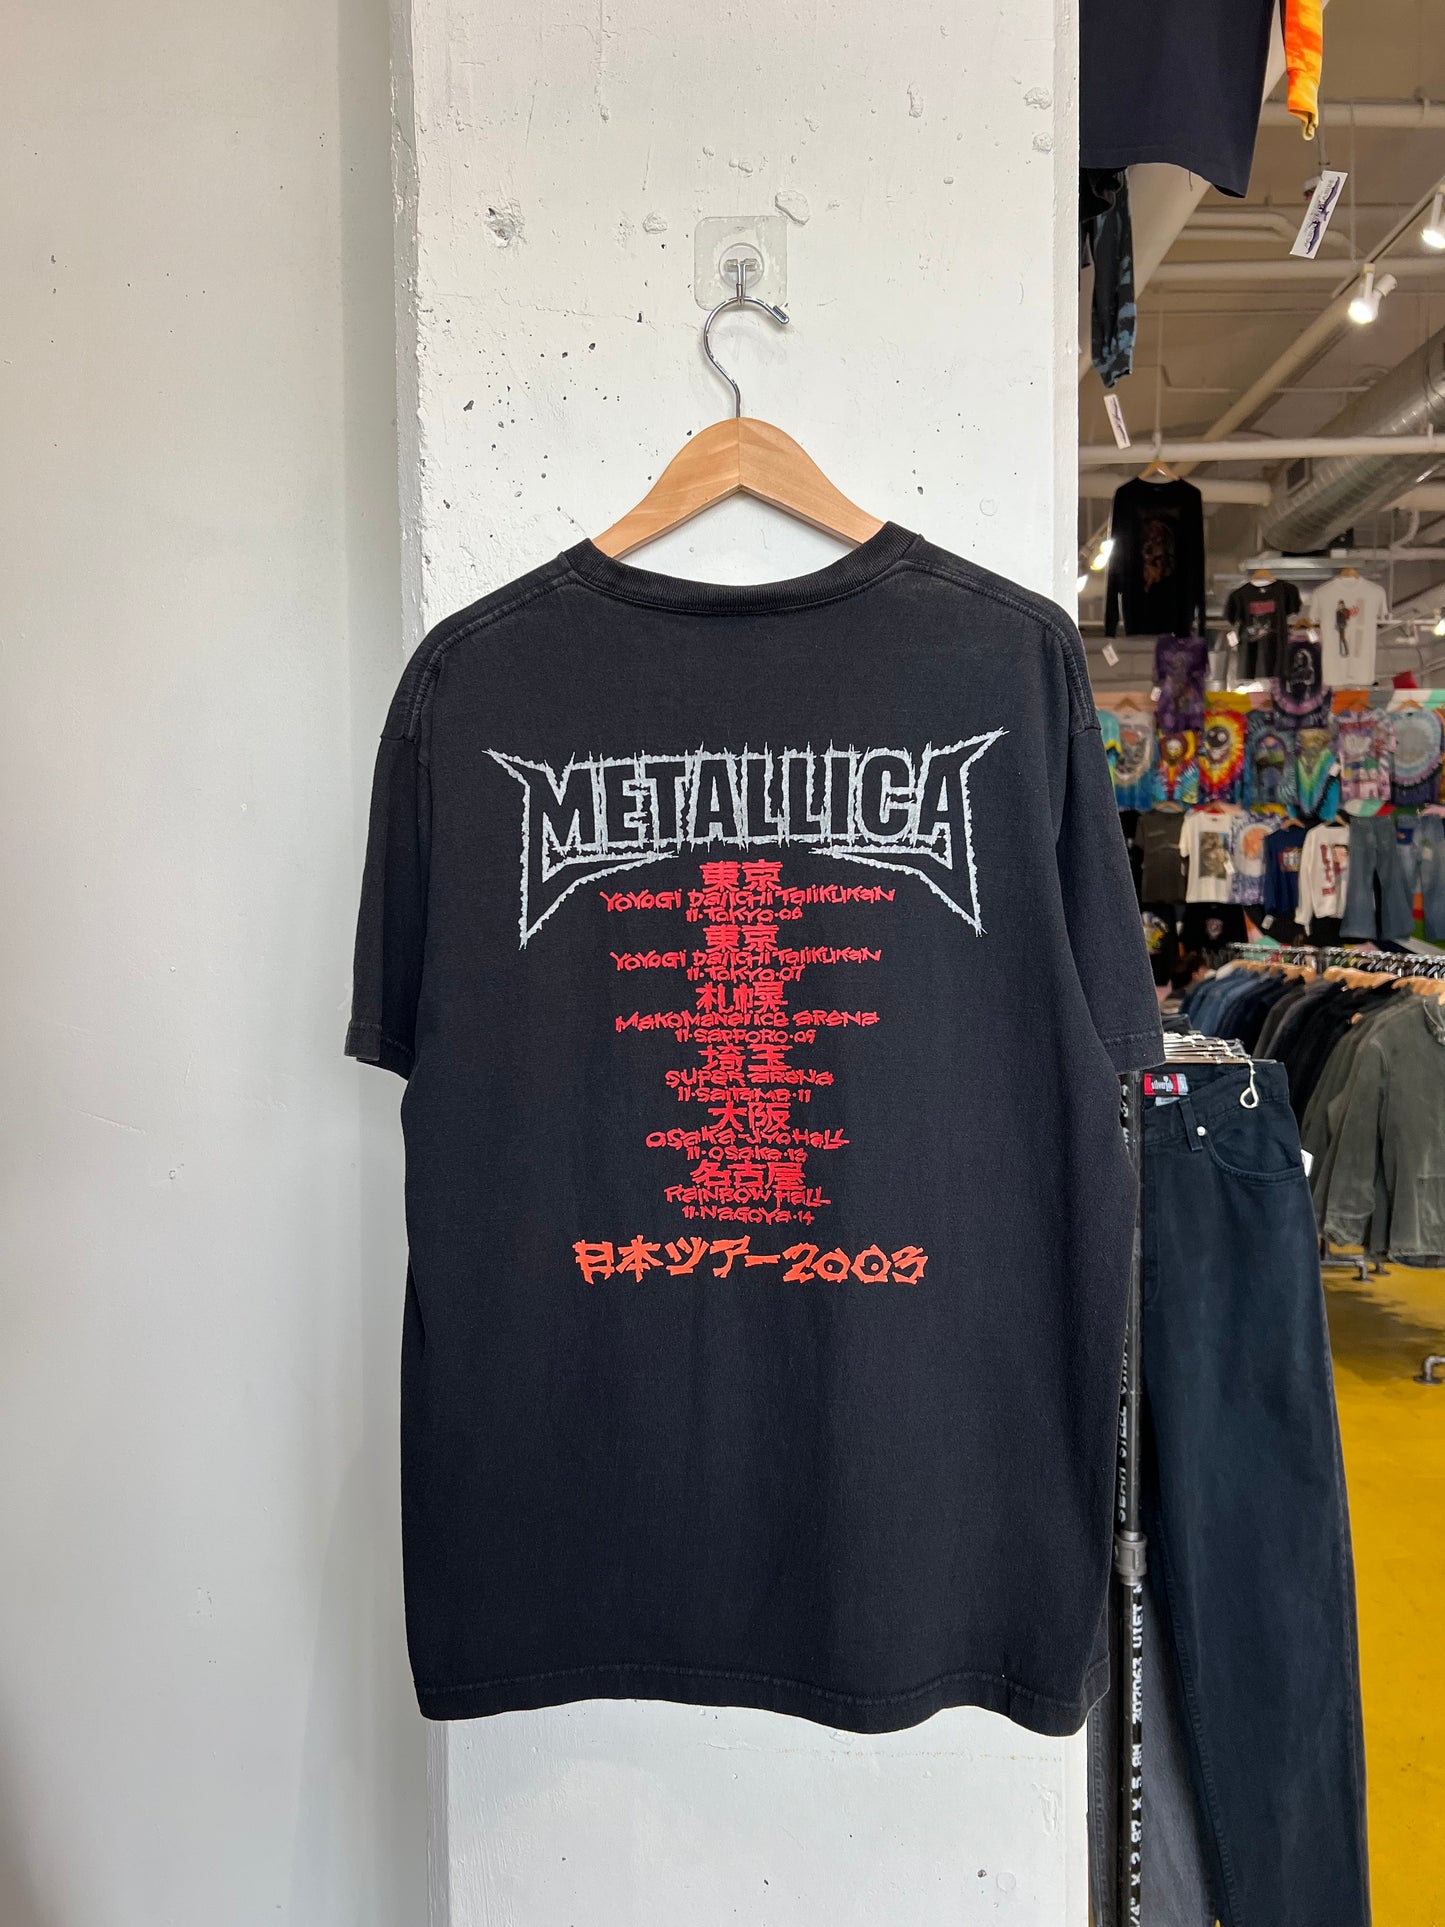 METALLICA
東京
YOYOGI DAIICHI TAIIKUKAN
11·TOKYO·06
東京
YOYOGI DAIICHI TAIIKUKAN
11·TOKYO·07
札幌
MAKOMANAI ICE ARENA
11·SAPPORO·09
埼玉
SUPER ARENA
11·SAITAMA·11
大阪
OSAKA-JYO HALL
11·OSAKA·13
名古屋
RAINBOW HALL
11·NAGOYA·14
日本ツアー2003